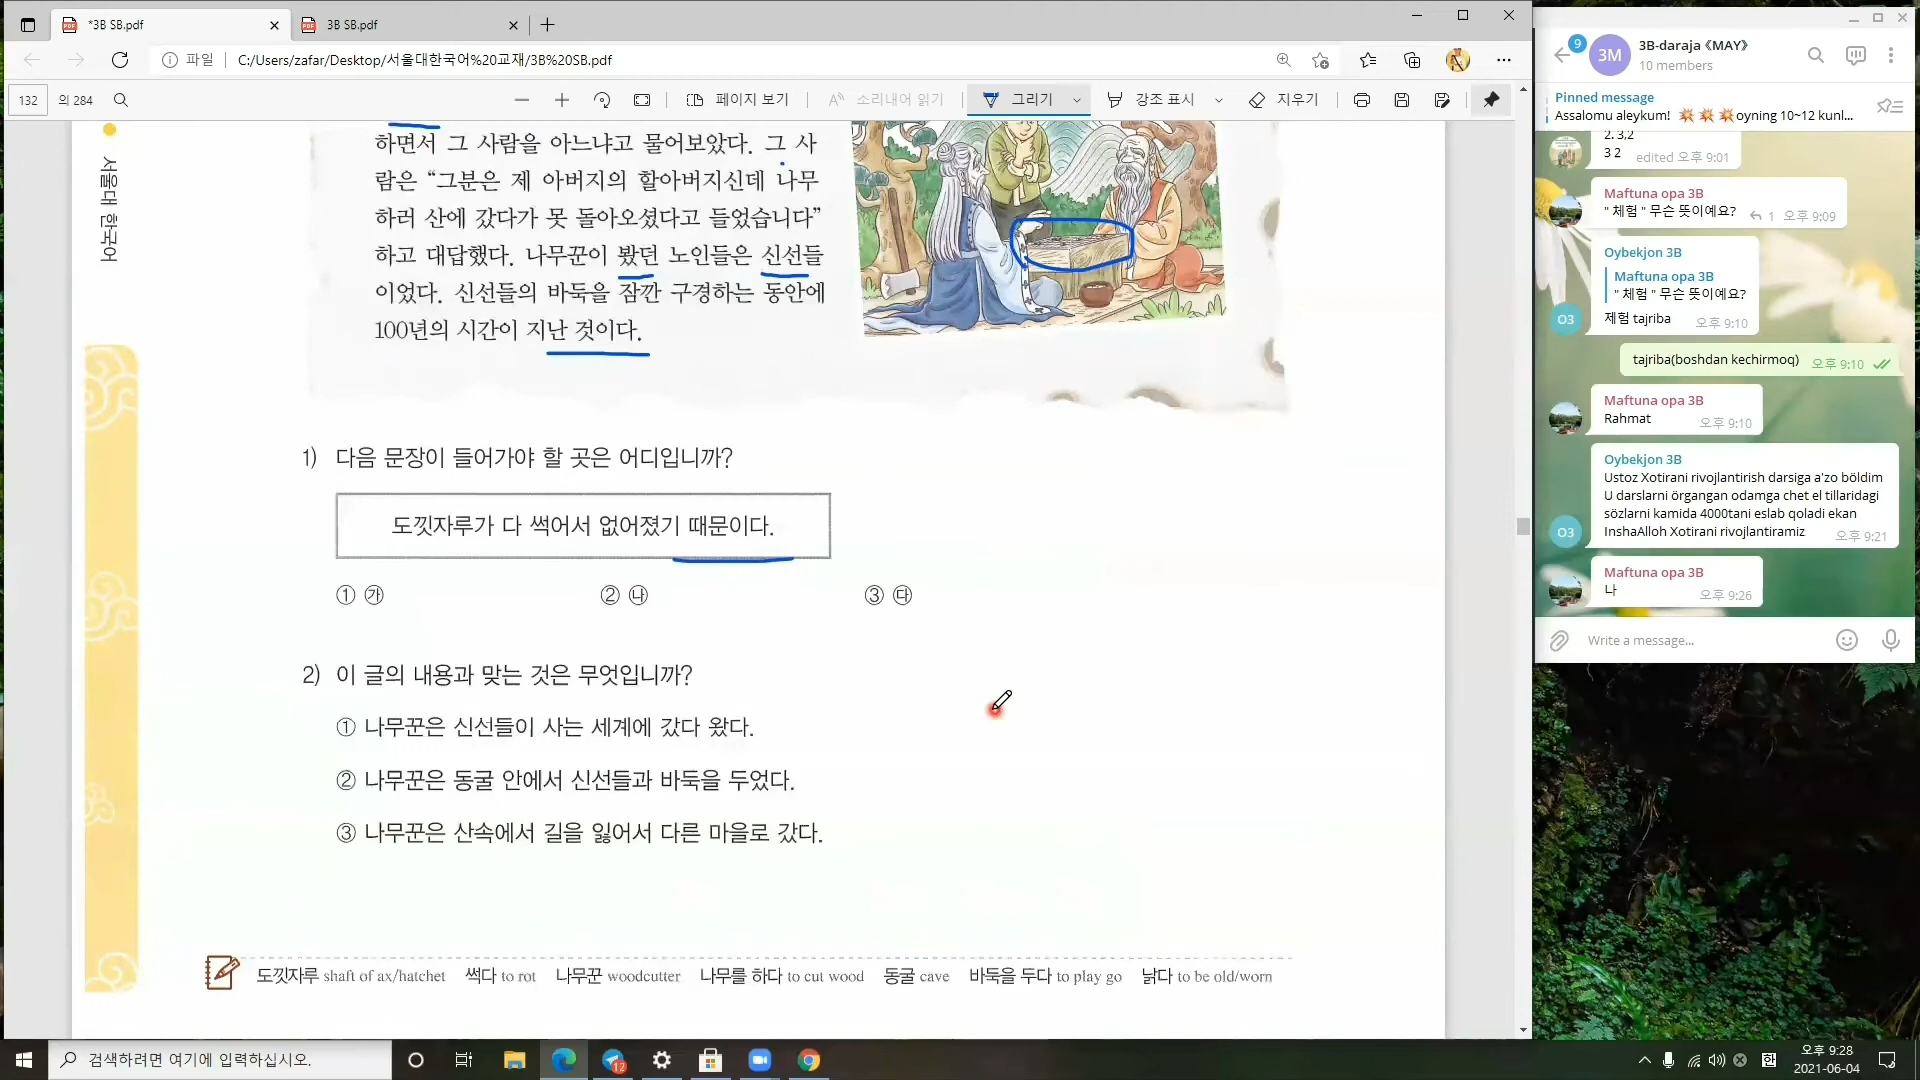 *3B SB.pdf
3B SB.pdf
파일
C:/Users/zafar/Desktop/서울대한국어%20교재/3B%20SB.pdf
132
의 284
페이지 보기
소리내어 읽기
그리기
강조 표시
지우기
서울대 한국어
하면서 그 사람을 아느냐고 물어보았다. 그 사
람은 “그분은 제 아버지의 할아버지신데 나무
하러 산에 갔다가 못 돌아오셨다고 들었습니다”
하고 대답했다. 나무꾼이 봤던 노인들은 신선들
이었다. 신선들의 바둑을 잠깐 구경하는 동안에
100년의 시간이 지난 것이다.
1) 다음 문장이 들어가야 할 곳은 어디입니까?
도낏자루가 다 썩어서 없어졌기 때문이다.
① ㉮ ② ㉯ ③ ㉰
2) 이 글의 내용과 맞는 것은 무엇입니까?
① 나무꾼은 신선들이 사는 세계에 갔다 왔다.
② 나무꾼은 동굴 안에서 신선들과 바둑을 두었다.
③ 나무꾼은 산속에서 길을 잃어서 다른 마을로 갔다.
도낏자루 shaft of ax/hatchet 썩다 to rot 나무꾼 woodcutter 나무를 하다 to cut wood 동굴 cave 바둑을 두다 to play go 낡다 to be old/worn
9
3M
3B-daraja 《MAY》
10 members
Pinned message
Assalomu aleykum! 💥 💥 💥oyning 10~12 kunl...
2. 3,2
3 2 edited 오후 9:01
Maftuna opa 3B
" 체험 " 무슨 뜻이예요? 1 오후 9:09
Oybekjon 3B
Maftuna opa 3B
" 체험 " 무슨 뜻이예요?
O3
제험 tajriba 오후 9:10
tajriba(boshdan kechirmoq) 오후 9:10
Maftuna opa 3B
Rahmat 오후 9:10
Oybekjon 3B
Ustoz Xotirani rivojlantirish darsiga a'zo böldim
U darslarni örgangan odamga chet el tillaridagi
sözlarni kamida 4000tani eslab qoladi ekan
O3
InshaAlloh Xotirani rivojlantiramiz 오후 9:21
Maftuna opa 3B
나 오후 9:26
Write a message...
검색하려면 여기에 입력하십시오.
12
한
오후 9:28
2021-06-04